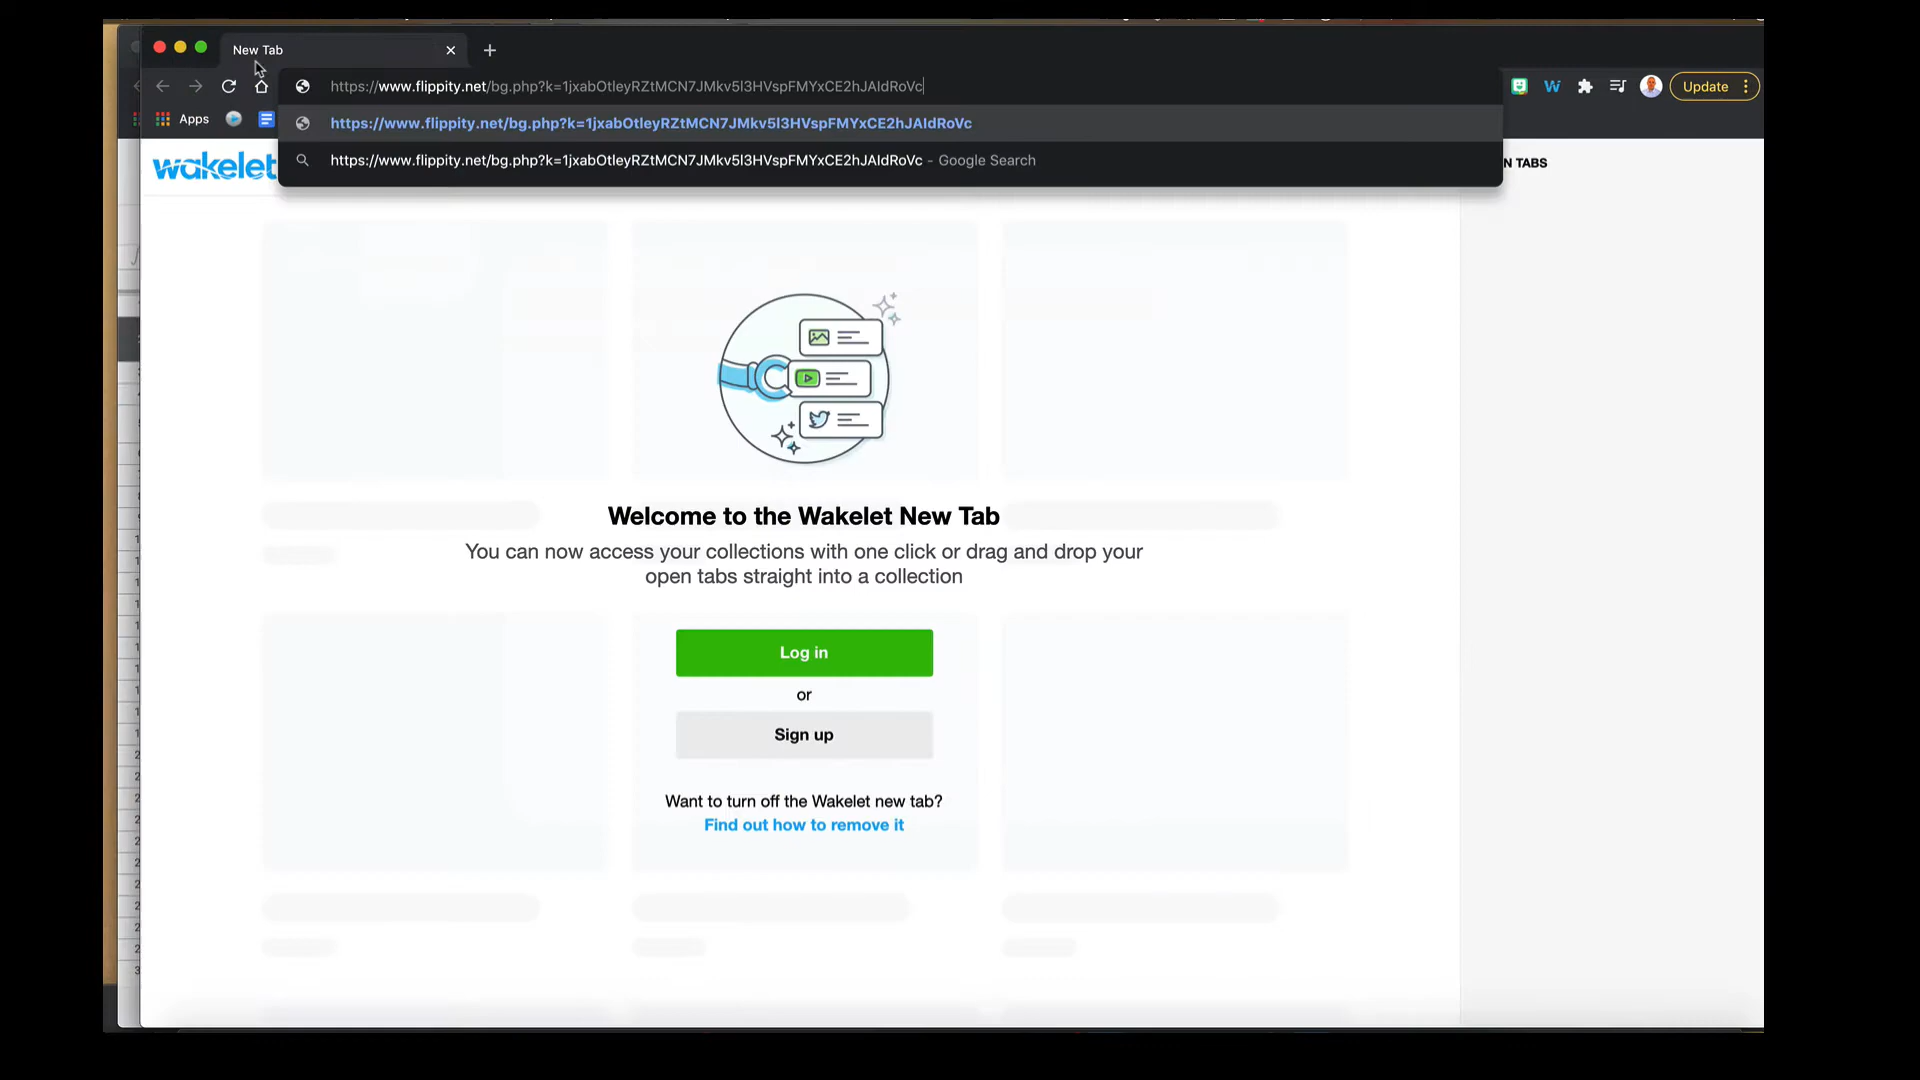 New Tab
https://www.flippity.net/bg.php?k=1jxabOtleyRZtMCN7JMkv5l3HVspFMYxCE2hJAIdRoVc
Update
Apps
https://www.flippity.net/bg.php?k=1jxabOtleyRZtMCN7JMkv5l3HVspFMYxCE2hJAIdRoVc
https://www.flippity.net/bg.php?k=1jxabOtleyRZtMCN7JMkv5l3HVspFMYxCE2hJAIdRoVc - Google Search
wakelet
N TABS
Welcome to the Wakelet New Tab
You can now access your collections with one click or drag and drop your
open tabs straight into a collection
Log in
or
Sign up
Want to turn off the Wakelet new tab?
Find out how to remove it